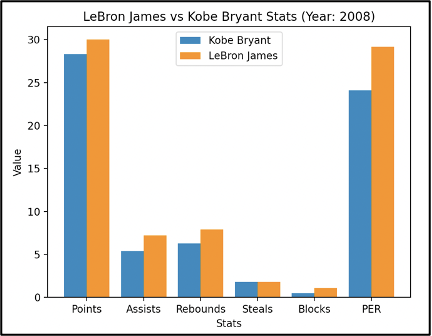 LeBron James vs Kobe Bryant Stats (Year: 2008)
Kobe Bryant
LeBron James
30
25
20
15
10
5
0
Value
Points Assists Rebounds Steals Blocks PER
Stats